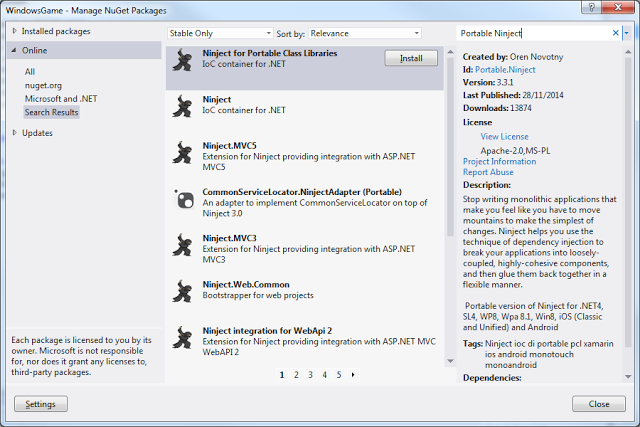 WindowsGame - Manage NuGet Packages
Installed packages
Online
All
nuget.org
Microsoft and .NET
Search Results
Updates
Each package is licensed to you by its
owner. Microsoft is not responsible
for, nor does it grant any licenses to,
third-party packages.
Settings
Stable Only
Sort by: Relevance
Ninject for Portable Class Libraries
IoC container for .NET
Install
Ninject
IoC container for .NET
Ninject.MVC5
Extension for Ninject providing integration with ASP.NET
MVC5
CommonServiceLocator.NinjectAdapter (Portable)
An adapter to implement CommonServiceLocator on top of
Ninject 3.0
Ninject.MVC3
Extension for Ninject providing integration with ASP.NET
MVC3
Ninject.Web.Common
Bootstrapper for web projects
Ninject integration for WebApi 2
Extension for Ninject providing integration with ASP.NET MVC
WebAPI 2
1 2 3 4 5
Portable Ninject
Created by: Oren Novotny
Id: Portable.Ninject
Version: 3.3.1
Last Published: 28/11/2014
Downloads: 13874
License
View License
Apache-2.0,MS-PL
Project Information
Report Abuse
Description:
Stop writing monolithic applications that
make you feel like you have to move
mountains to make the simplest of
changes. Ninject helps you use the
technique of dependency injection to
break your applications into loosely-
coupled, highly-cohesive components,
and then glue them back together in a
flexible manner.
Portable version of Ninject for .NET4,
SL4, WP8, Wpa 8.1, Win8, iOS (Classic
and Unified) and Android
Tags: Ninject ioc di portable pcl xamarin
ios android monotouch
monoandroid
Dependencies:
Close